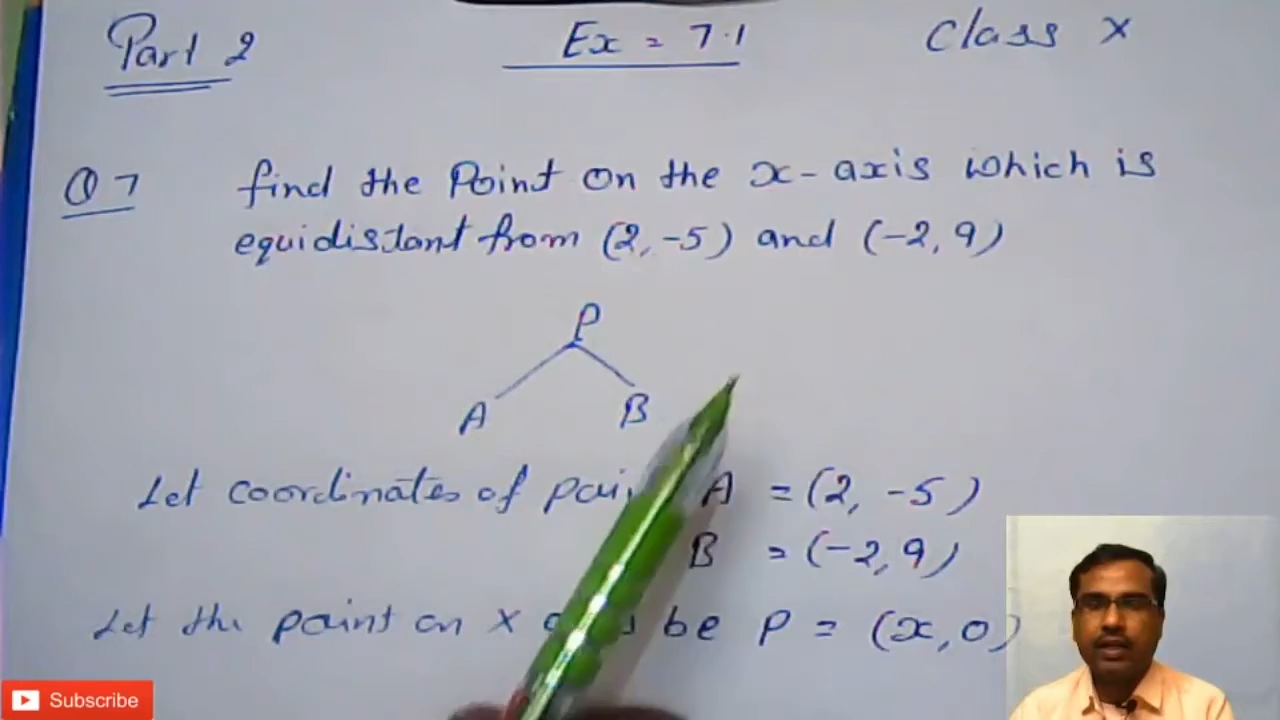 Part 2
Ex = 7.1
Class X
Q 7 find the Point on the x-axis which is
equidistant from (2, -5) and (-2, 9)
P
A B
Let coordinates of A = (2, -5)
B = (-2, 9)
Let the point on X be P = (x, 0)
Subscribe